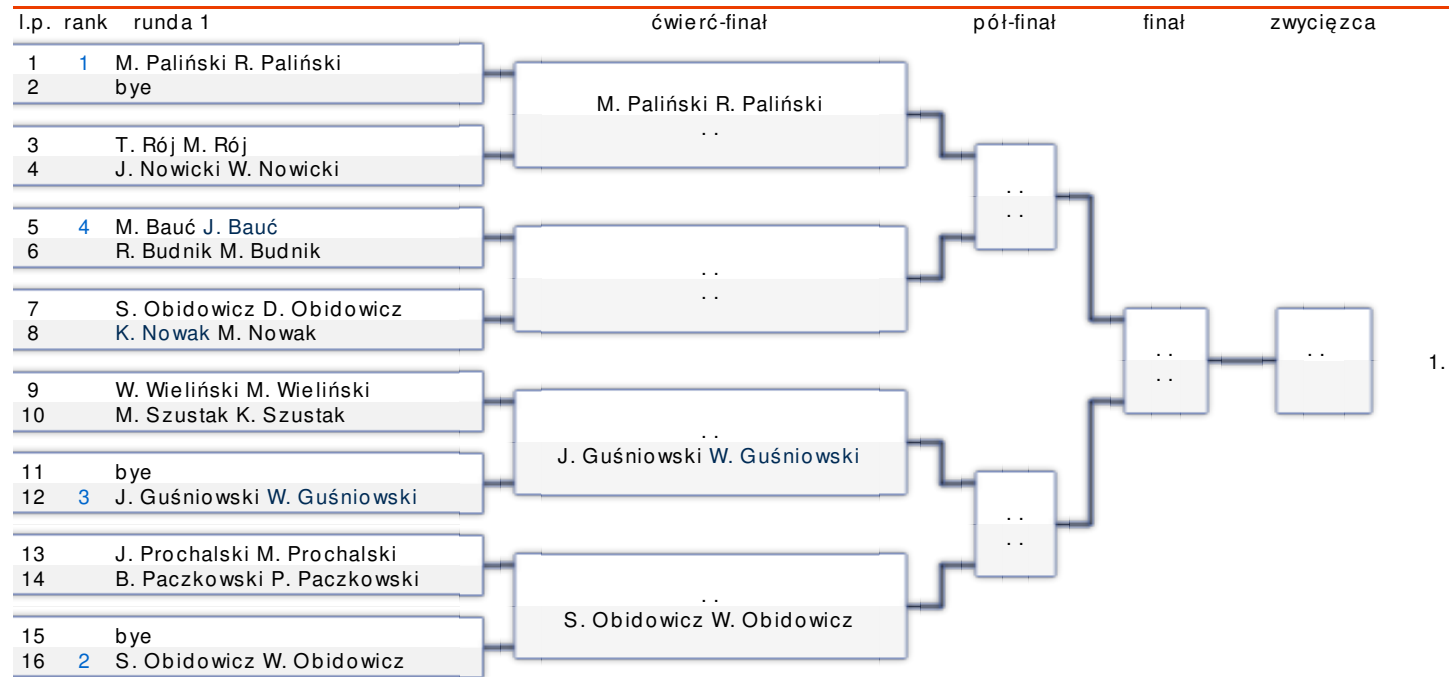 l.p. rank runda 1 ćwierć-finał pół-finał finał zwycięzca
1 1 M. Paliński R. Paliński
2 bye
M. Paliński R. Paliński
. .
3 T. Rój M. Rój
4 J. Nowicki W. Nowicki
. .
. .
5 4 M. Bauć J. Bauć
6 R. Budnik M. Budnik
. .
. .
7 S. Obidowicz D. Obidowicz
8 K. Nowak M. Nowak
. .
. .
. .
1.
9 W. Wieliński M. Wieliński
10 M. Szustak K. Szustak
. .
J. Guśniowski W. Guśniowski
11 bye
12 3 J. Guśniowski W. Guśniowski
. .
. .
13 J. Prochalski M. Prochalski
14 B. Paczkowski P. Paczkowski
. .
S. Obidowicz W. Obidowicz
15 bye
16 2 S. Obidowicz W. Obidowicz